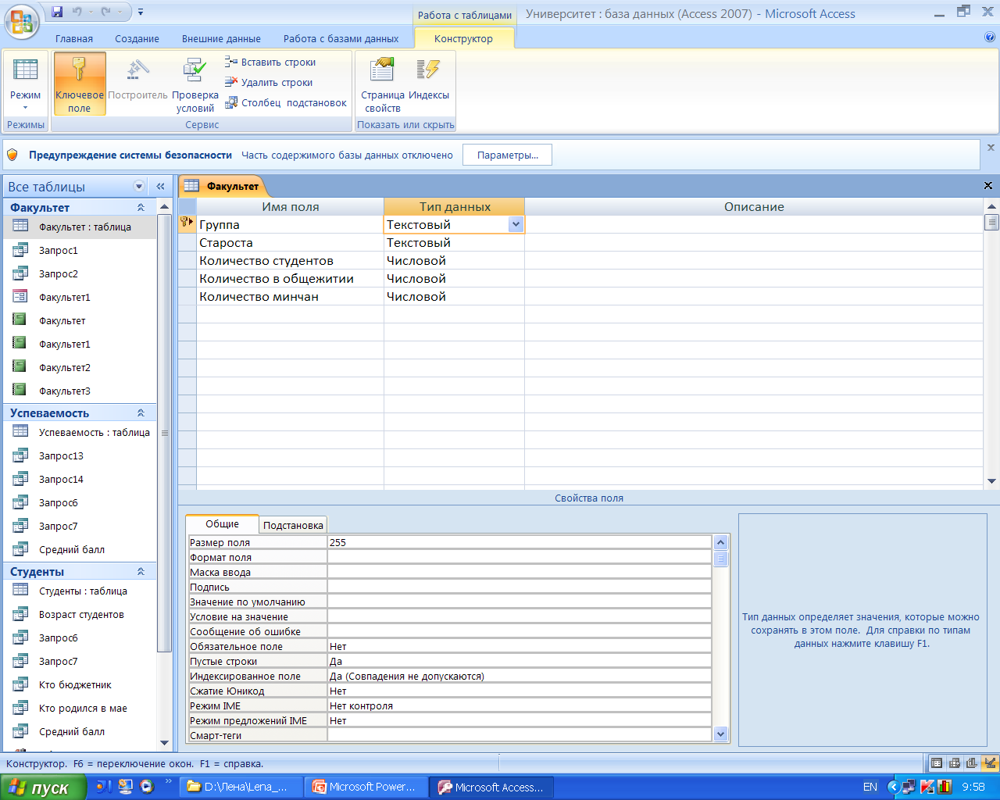 Работа с таблицами
Университет : база данных (Access 2007) - Microsoft Access
Главная
Создание
Внешние данные
Работа с базами данных
Конструктор
Режим
Ключевое поле
Построитель
Проверка условий
Вставить строки
Удалить строки
Столбец подстановок
Страница свойств
Индексы
Режимы
Сервис
Показать или скрыть
Предупреждение системы безопасности
Часть содержимого базы данных отключено
Параметры...
Все таблицы
Факультет
Факультет : таблица
Запрос1
Запрос2
Факультет1
Факультет
Факультет1
Факультет2
Факультет3
Успеваемость
Успеваемость : таблица
Запрос13
Запрос14
Запрос6
Запрос7
Средний балл
Студенты
Студенты : таблица
Возраст студентов
Запрос6
Запрос7
Кто бюджетник
Кто родился в мае
Средний балл
Факультет
Имя поля Тип данных Описание
Группа Текстовый
Староста Текстовый
Количество студентов Числовой
Количество в общежитии Числовой
Количество минчан Числовой
Свойства поля
Общие
Подстановка
Размер поля 255
Формат поля
Маска ввода
Подпись
Значение по умолчанию
Условие на значение
Сообщение об ошибке
Обязательное поле Нет
Пустые строки Да
Индексированное поле Да (Совпадения не допускаются)
Сжатие Юникод Нет
Режим IME Нет контроля
Режим предложений IME Нет
Смарт-теги
Тип данных определяет значения, которые можно
сохранять в этом поле. Для справки по типам
данных нажмите клавишу F1.
Конструктор. F6 = переключение окон. F1 = справка.
пуск
D:\Лена\Lena_...
Microsoft Power...
Microsoft Access...
EN
9:58